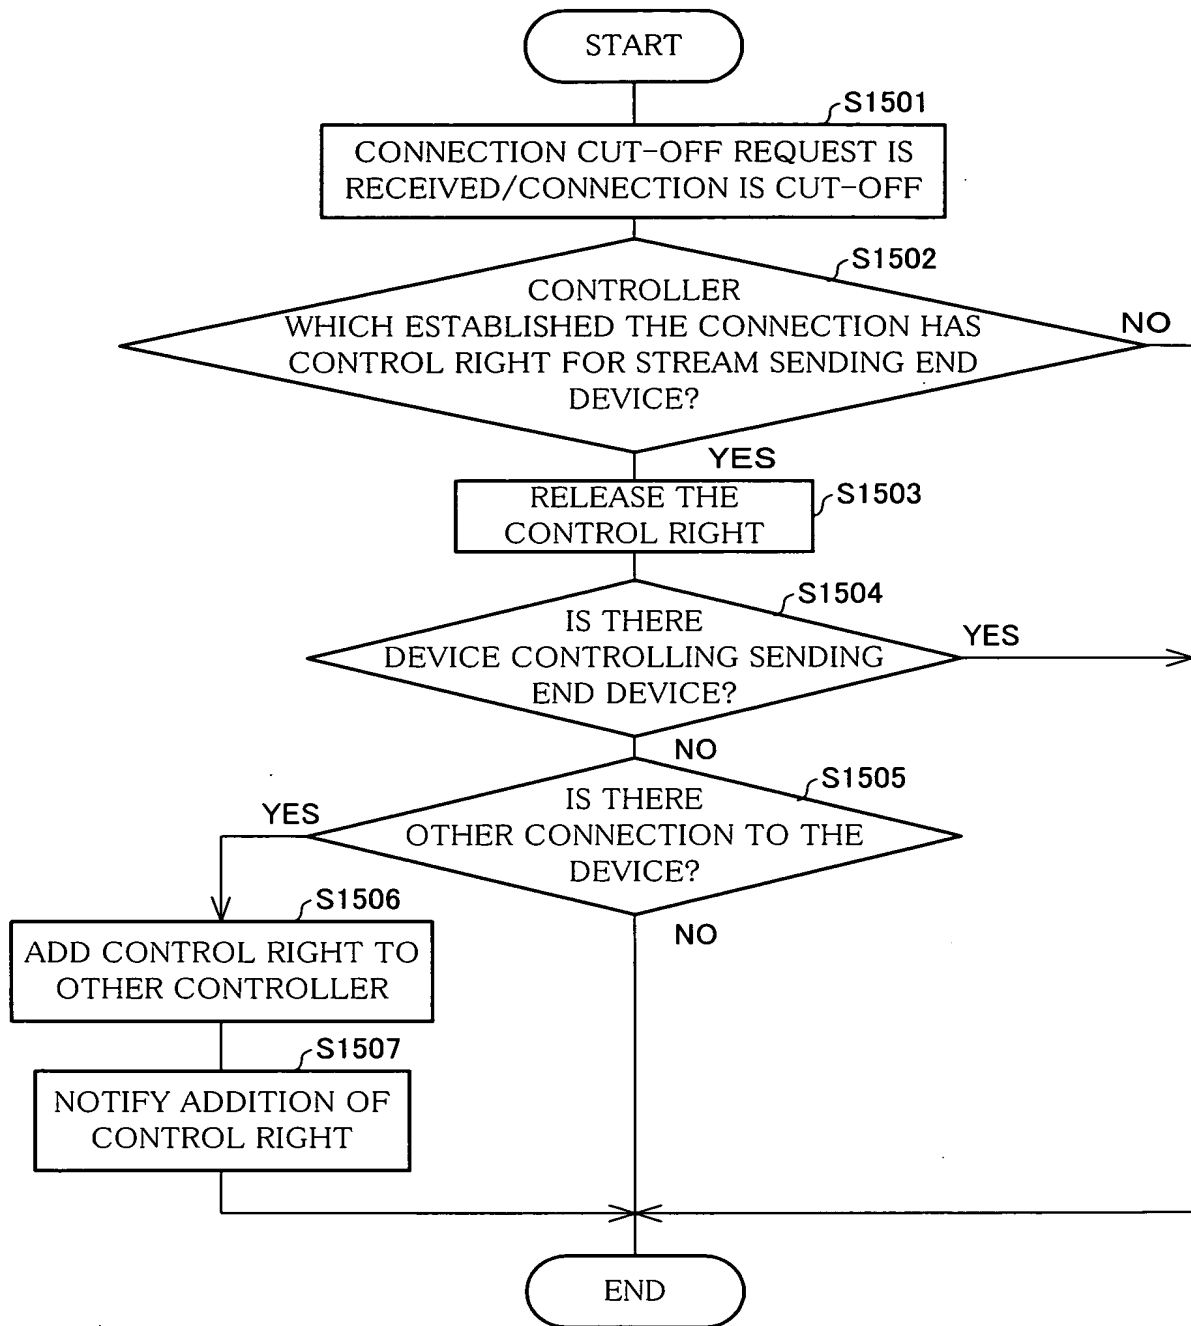 START
S1501
CONNECTION CUT-OFF REQUEST IS
RECEIVED/CONNECTION IS CUT-OFF
S1502
CONTROLLER
WHICH ESTABLISHED THE CONNECTION HAS
CONTROL RIGHT FOR STREAM SENDING END
DEVICE?
NO
YES
S1503
RELEASE THE
CONTROL RIGHT
S1504
IS THERE
DEVICE CONTROLLING SENDING
END DEVICE?
YES
NO
S1505
IS THERE
OTHER CONNECTION TO THE
DEVICE?
YES
NO
S1506
ADD CONTROL RIGHT TO
OTHER CONTROLLER
S1507
NOTIFY ADDITION OF
CONTROL RIGHT
END